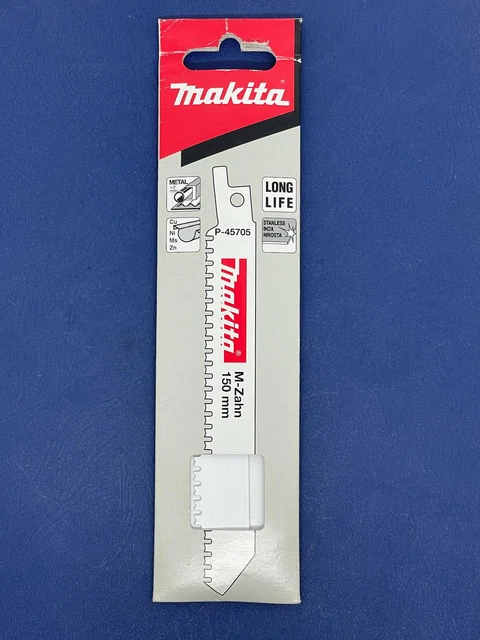 Makita
METAL
LONG
LIFE
Cu
Ni
Ms
Zn
STAINLESS
INOX
NIROSTA
P-45705
Makita
M-Zahn
150 mm